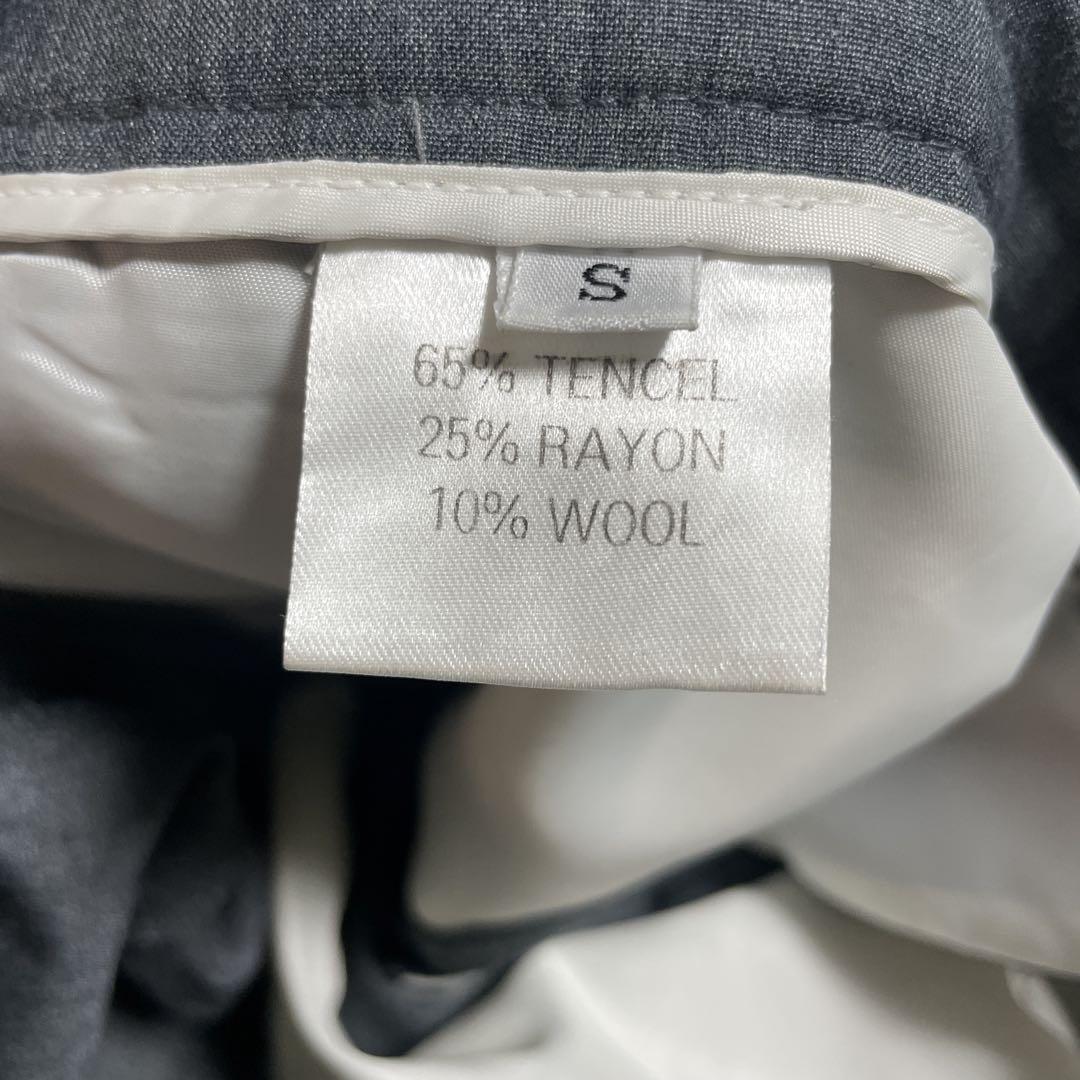 S
65% TENCEL
25% RAYON
10% WOOL